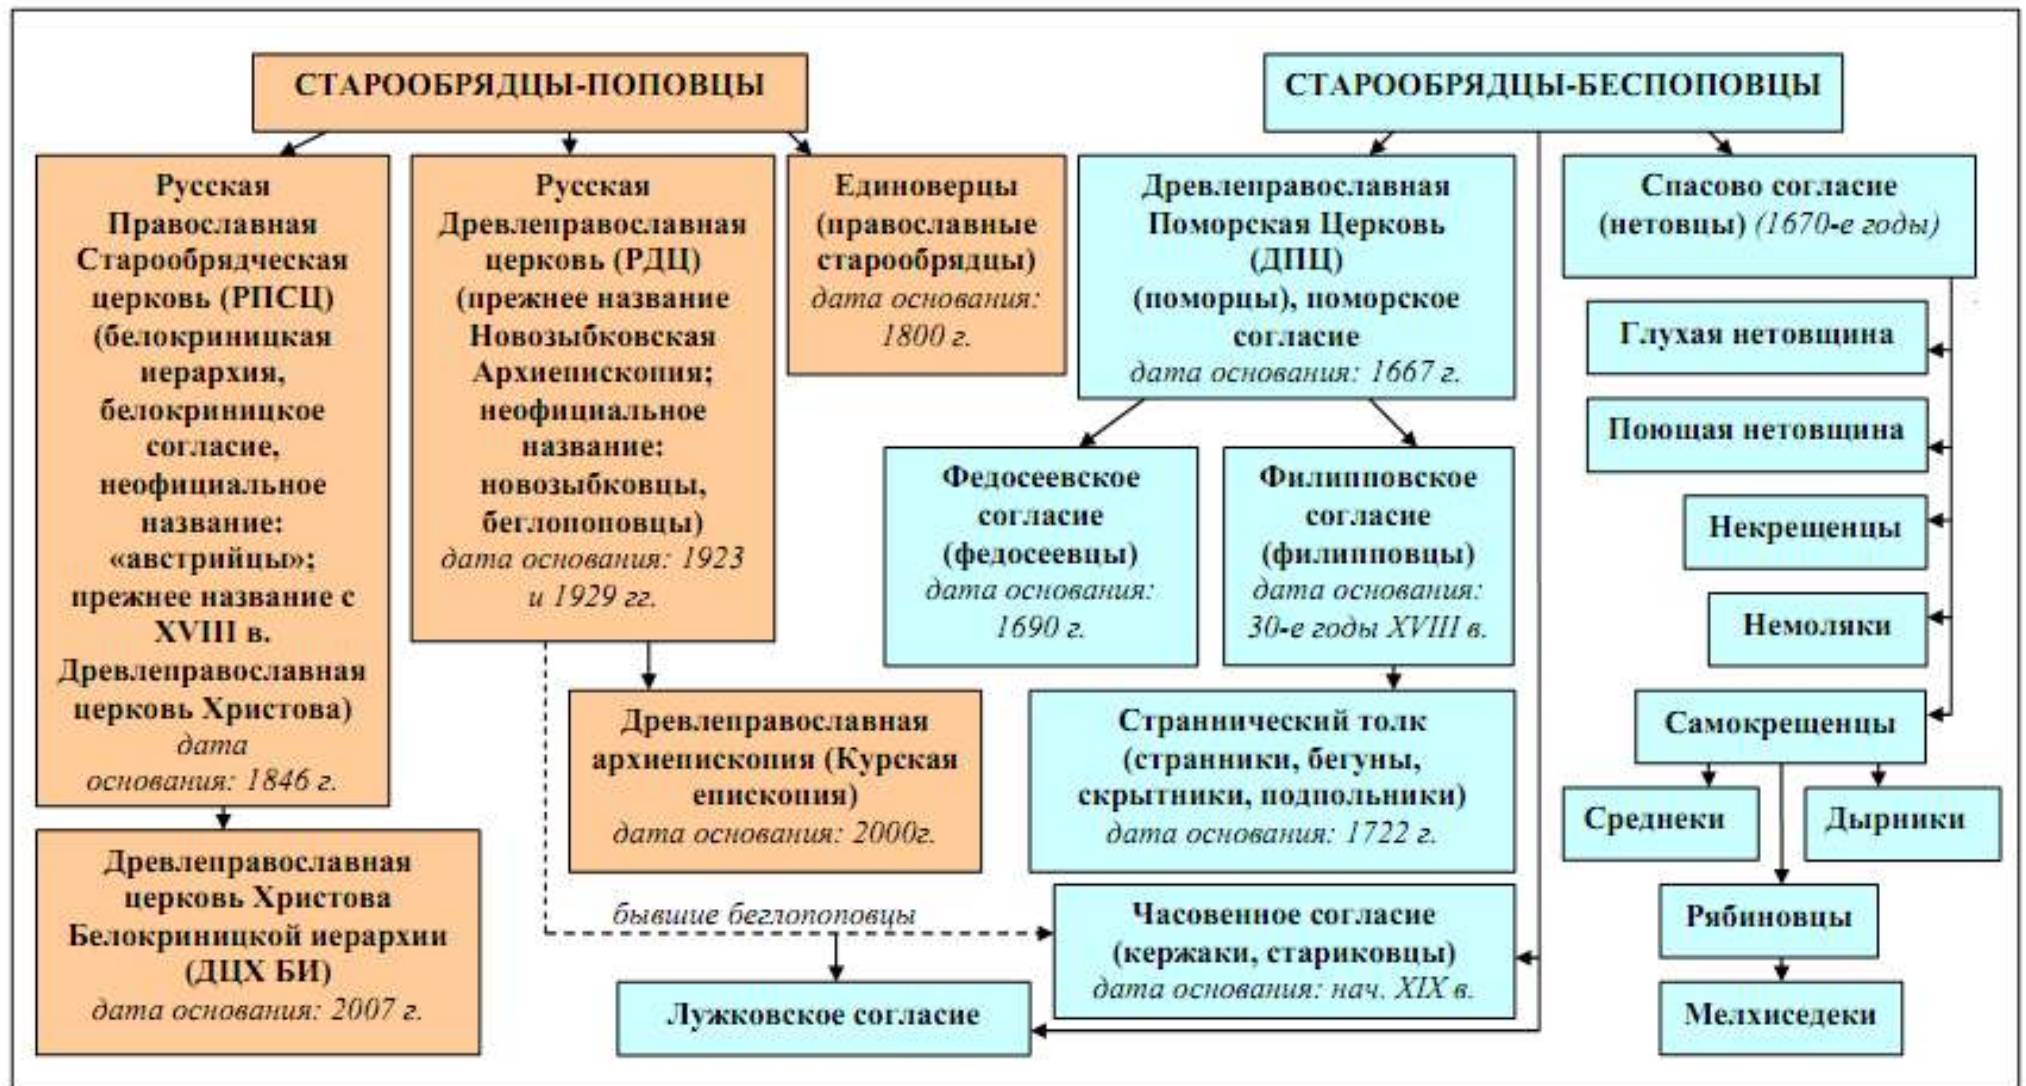 СТАРООБРЯДЦЫ-ПОПОВЦЫ
Русская
Православная
Старообрядческая
церковь (РПСЦ)
(белокриницкая
иерархия,
белокриницкое
согласие,
неофициальное
название:
«австрийцы»;
прежнее название с
XVIII в.
Древлеправославная
церковь Христова)
дата
основания: 1846 г.
Древлеправославная
церковь Христова
Белокриницкой иерархии
(ДЦХ БИ)
дата основания: 2007 г.
Русская
Древлеправославная
церковь (РДЦ)
(прежнее название
Новозыбковская
Архиепископия;
неофициальное
название:
новозыбковцы,
беглопоповцы)
дата основания: 1923
и 1929 гг.
Древлеправославная
архиепископия (Курская
епископия)
дата основания: 2000г.
Единоверцы
(православные
старообрядцы)
дата основания:
1800 г.
СТАРООБРЯДЦЫ-БЕСПОПОВЦЫ
Древлеправославная
Поморская Церковь
(ДПЦ)
(поморцы), поморское
согласие
дата основания: 1667 г.
Федосеевское
согласие
(федосеевцы)
дата основания:
1690 г.
Филипповское
согласие
(филипповцы)
дата основания:
30-е годы XVIII в.
Страннический толк
(странники, бегуны,
скрытники, подпольники)
дата основания: 1722 г.
бывшие беглопоповцы
Часовенное согласие
(кержаки, стариковцы)
дата основания: нач. XIX в.
Лужковское согласие
Спасово согласие
(нетовцы) (1670-е годы)
Глухая нетовщина
Поющая нетовщина
Некрещенцы
Немоляки
Самокрещенцы
Среднеки
Дырники
Рябиновцы
Мелхиседеки